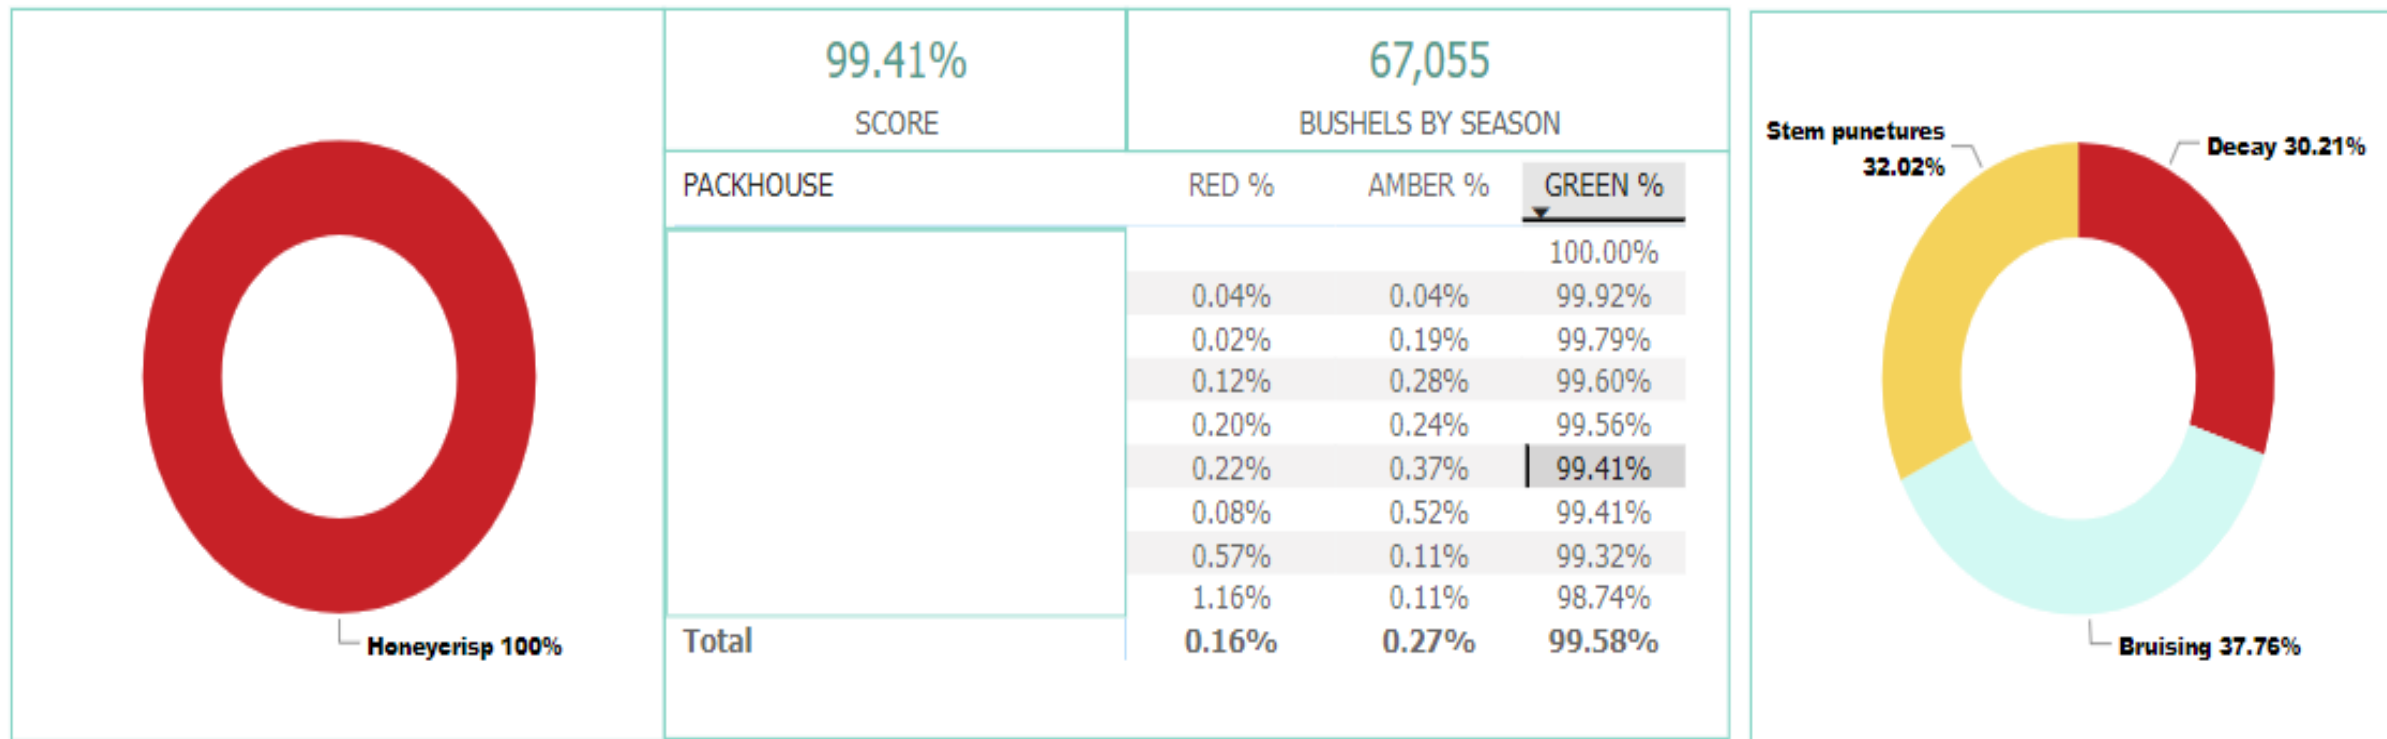 99.41%
SCORE
67,055
BUSHELS BY SEASON
PACKHOUSE RED % AMBER % GREEN %
100.00%
0.04% 0.04% 99.92%
0.02% 0.19% 99.79%
0.12% 0.28% 99.60%
0.20% 0.24% 99.56%
0.22% 0.37% 99.41%
0.08% 0.52% 99.41%
0.57% 0.11% 99.32%
1.16% 0.11% 98.74%
Total 0.16% 0.27% 99.58%
Honeycrisp 100%
Stem punctures
32.02%
Decay 30.21%
Bruising 37.76%